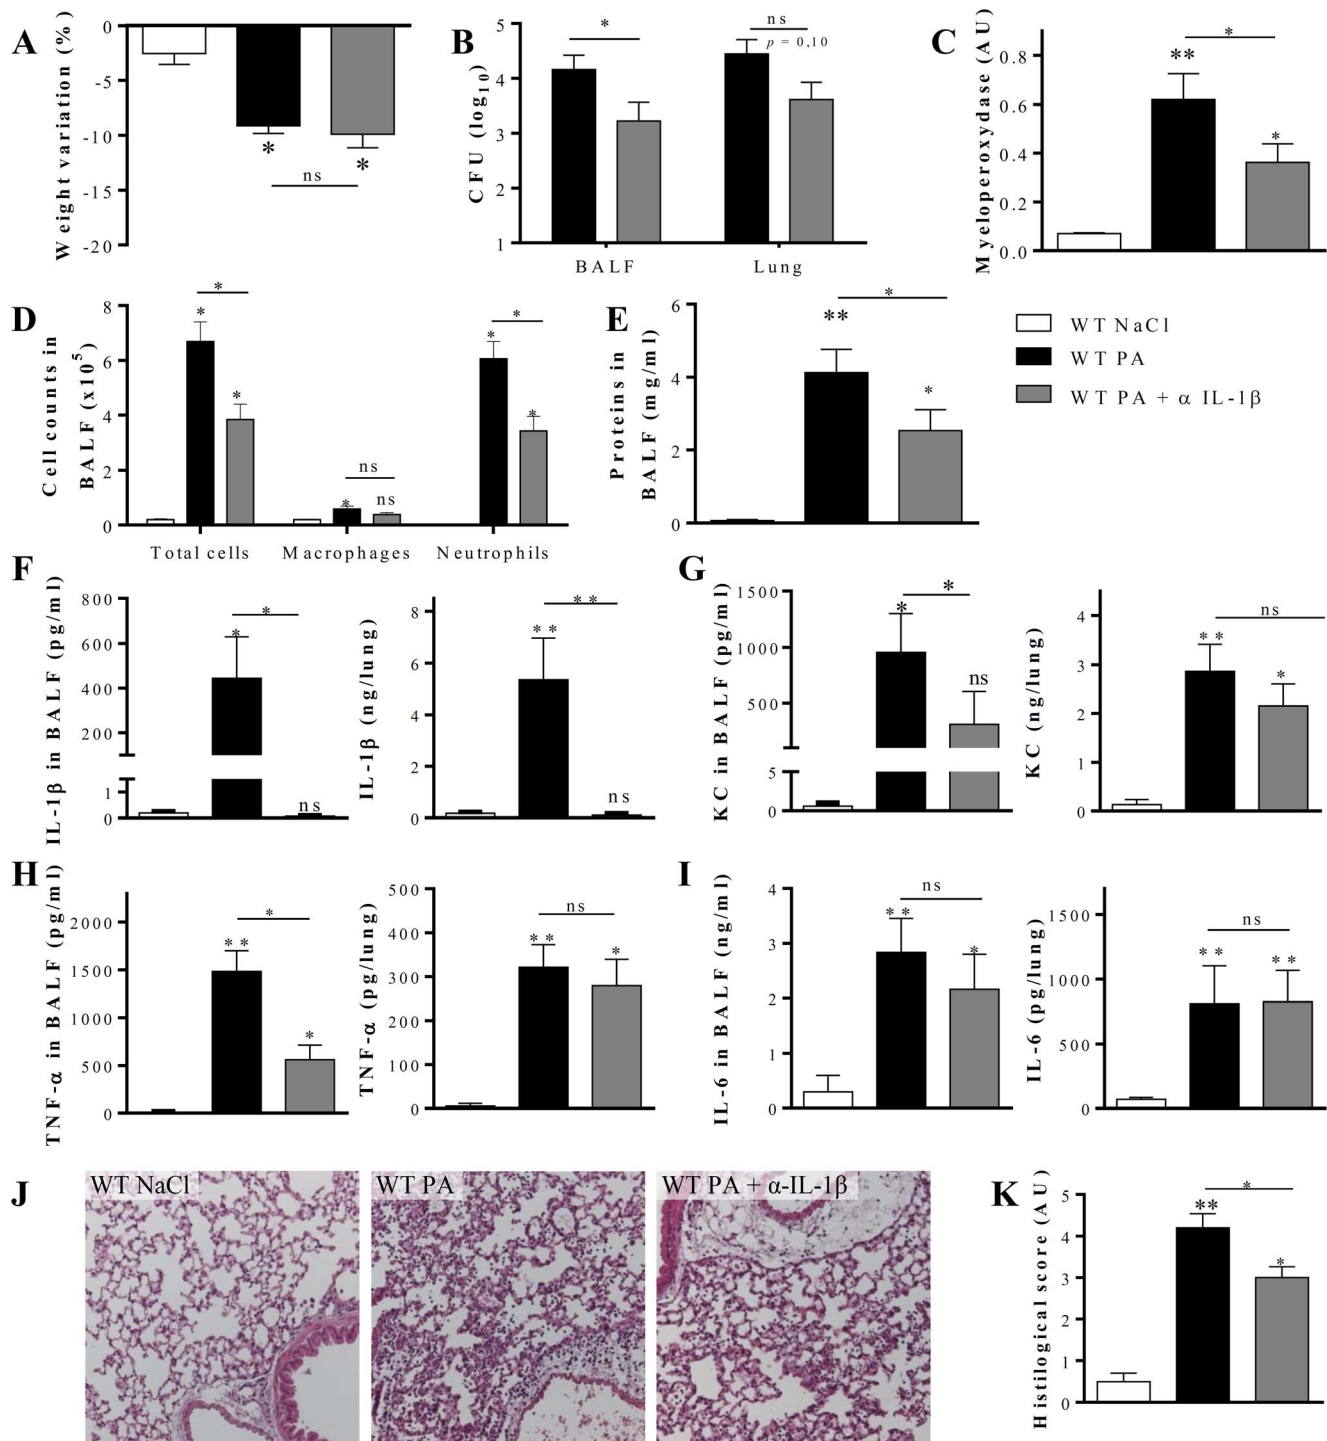 A
Weight variation (%)
0
-5
-10
-15
-20
*
*
ns
B
CFU (log10)
5
4
3
2
1
*
ns
p = 0,10
BALF
Lung
C
Myeloperoxydase (AU)
0.8
0.6
0.4
0.2
0.0
**
*
*
D
Cell counts in
BALF (x10⁵)
8
6
4
2
0
*
*
*
ns
*
ns
*
*
*
Total cells
Macrophages
Neutrophils
E
Proteins in
BALF (mg/ml)
6
4
2
0
**
*
*
WT NaCl
WT PA
WT PA + α IL-1β
F
IL-1β in BALF (pg/ml)
800
600
400
200
1
0
*
*
ns
IL-1β (ng/lung)
8
6
4
2
0
**
**
ns
G
KC in BALF (pg/ml)
1500
1000
500
5
0
*
*
ns
KC (ng/lung)
4
3
2
1
0
**
ns
*
H
TNF-α in BALF (pg/ml)
2000
1500
1000
500
0
**
*
*
TNF-α (pg/lung)
500
400
300
200
100
0
**
ns
*
I
IL-6 in BALF (ng/ml)
4
3
2
1
0
**
ns
*
IL-6 (pg/lung)
1500
1000
500
0
**
ns
**
J
WT NaCl
WT PA
WT PA + α-IL-1β
K
Histilogical score (AU)
5
4
3
2
1
0
**
*
*